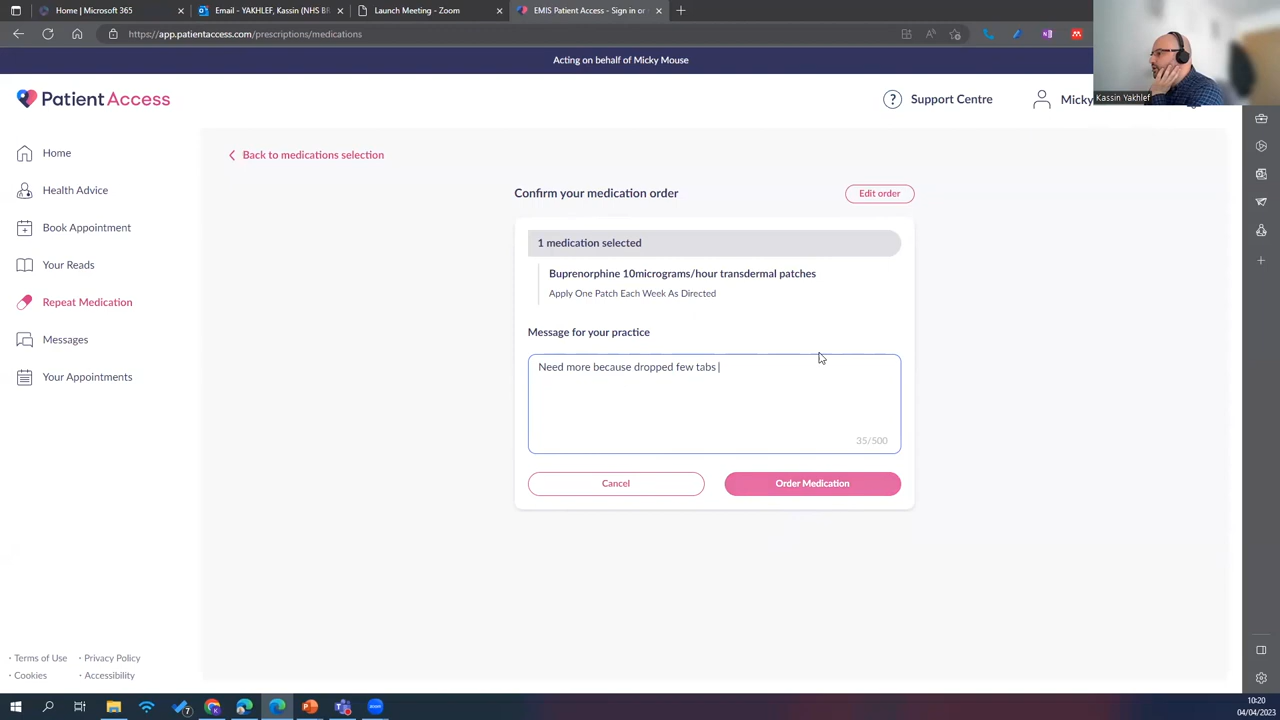 Home | Microsoft 365
Email - YAKHLEF, Kassin (NHS BR
Launch Meeting - Zoom
EMIS Patient Access - Sign in or
https://app.patientaccess.com/prescriptions/medications
Kassin Yakhlef
Acting on behalf of Micky Mouse
PatientAccess
Support Centre
Micky
Home
Health Advice
Book Appointment
Your Reads
Repeat Medication
Messages
Your Appointments
Back to medications selection
Confirm your medication order
Edit order
1 medication selected
Buprenorphine 10micrograms/hour transdermal patches
Apply One Patch Each Week As Directed
Message for your practice
Need more because dropped few tabs
35/500
Cancel
Order Medication
· Terms of Use
· Privacy Policy
· Cookies
· Accessibility
10:20
04/04/2023